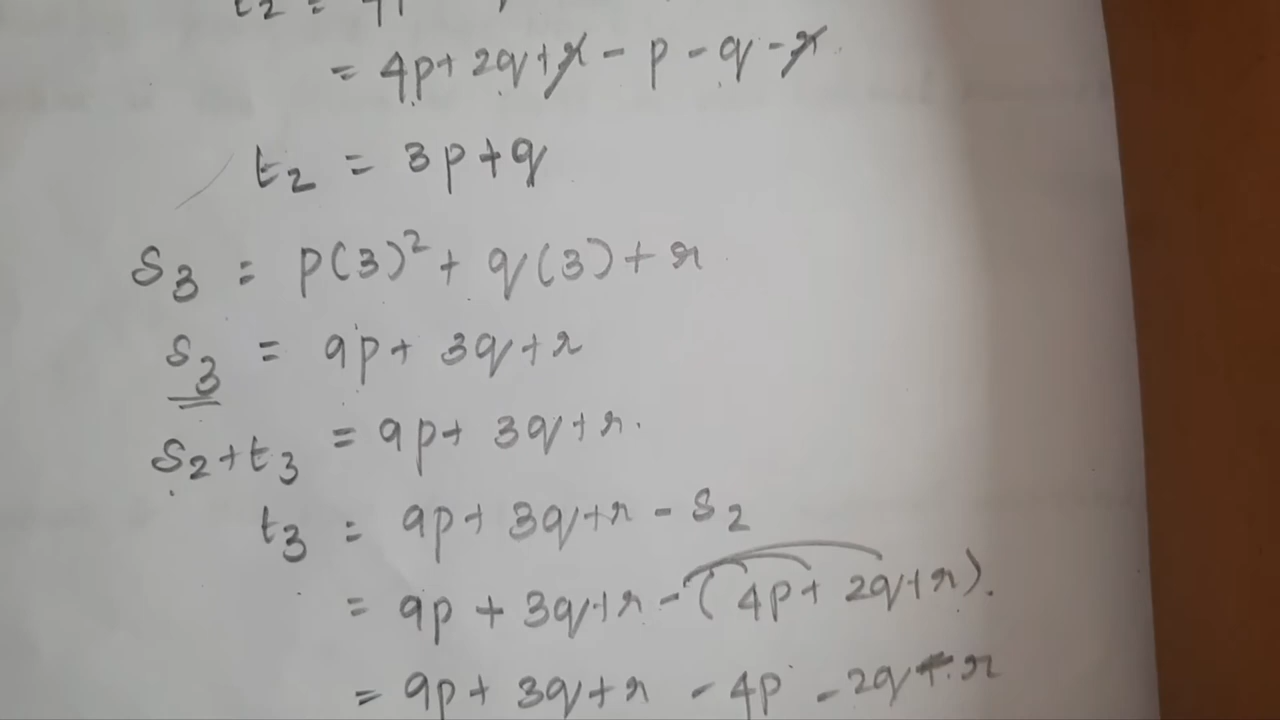 = 4p+ 2q+r - p - q - r
t2 = 3p+q
S3 = p(3)² + q(3) + r
S3 = 9p+ 3q+r
S2+t3 = 9p+ 3q+r.
t3 = 9p+ 3q+r - S2
= 9p + 3q+r - (4p+ 2q+r).
= 9p+ 3q+r - 4p - 2q - r